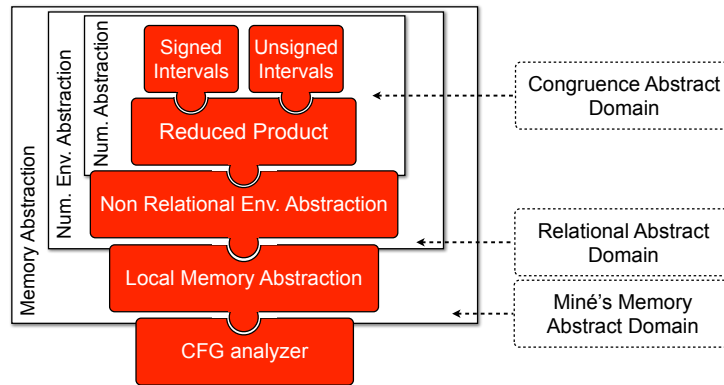 Memory Abstraction
Num. Env. Abstraction
Num. Abstraction
Signed
Intervals
Unsigned
Intervals
Reduced Product
Non Relational Env. Abstraction
Local Memory Abstraction
CFG analyzer
Congruence Abstract
Domain
Relational Abstract
Domain
Miné's Memory
Abstract Domain